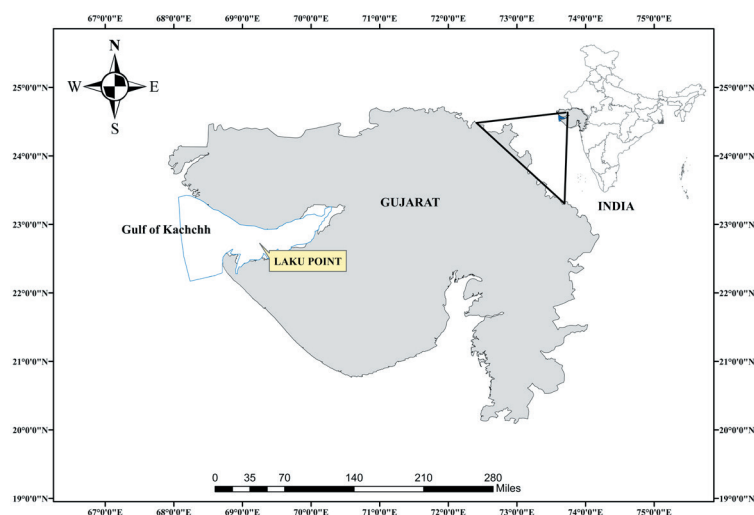 67°0'0"E 68°0'0"E 69°0'0"E 70°0'0"E 71°0'0"E 72°0'0"E 73°0'0"E 74°0'0"E 75°0'0"E
N
W E
S
25°0'0"N 25°0'0"N
24°0'0"N 24°0'0"N
INDIA
GUJARAT
23°0'0"N 23°0'0"N
Gulf of Kachchh
LAKU POINT
22°0'0"N 22°0'0"N
21°0'0"N 21°0'0"N
20°0'0"N 20°0'0"N
0 35 70 140 210 280
Miles
19°0'0"N 19°0'0"N
67°0'0"E 68°0'0"E 69°0'0"E 70°0'0"E 71°0'0"E 72°0'0"E 73°0'0"E 74°0'0"E 75°0'0"E